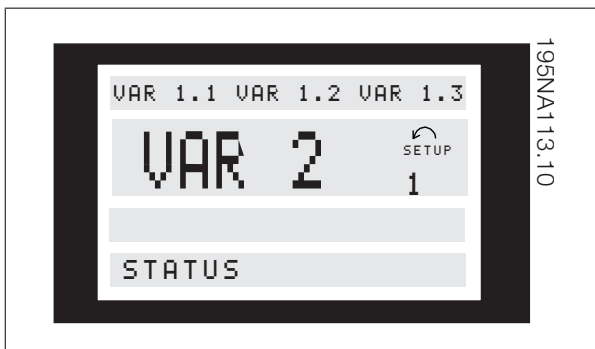 VAR 1.1 VAR 1.2 VAR 1.3
VAR 2
SETUP
1
STATUS
195NA113.10